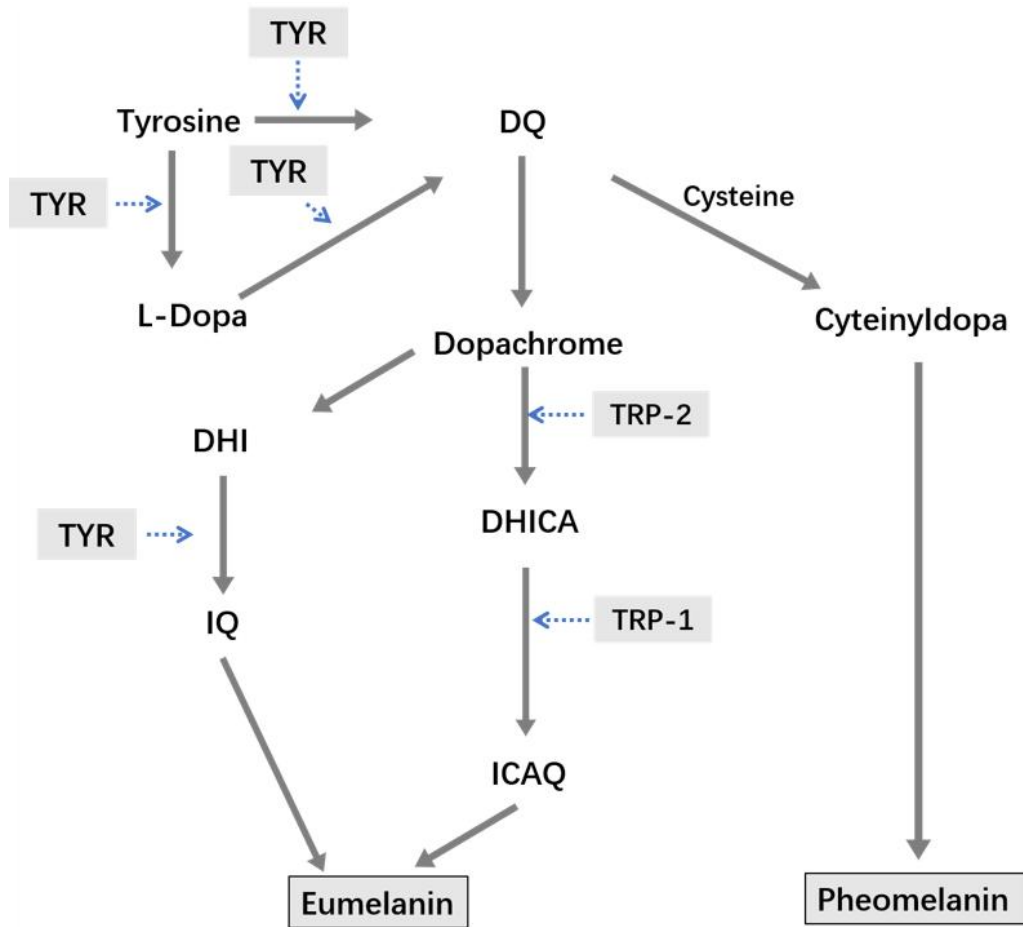 TYR
Tyrosine
DQ
TYR
TYR
Cysteine
L-Dopa
Cyteinyldopa
Dopachrome
TRP-2
DHI
DHICA
TYR
IQ
TRP-1
ICAQ
Eumelanin
Pheomelanin